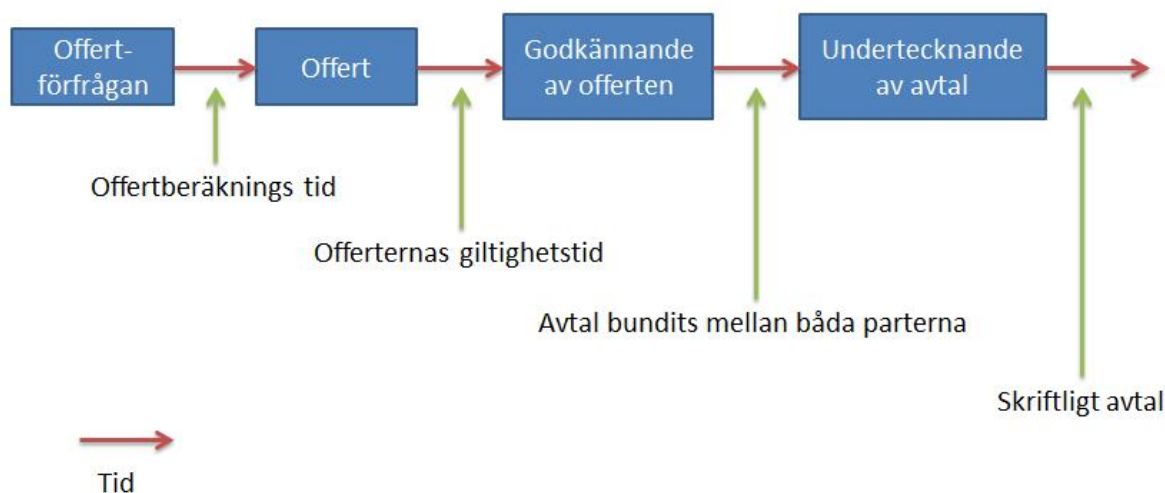 Offert-
förfrågan
Offert
Godkännande
av offerten
Undertecknande
av avtal
Offertberäknings tid
Offerternas giltighetstid
Avtal bundits mellan båda parterna
Skriftligt avtal
Tid